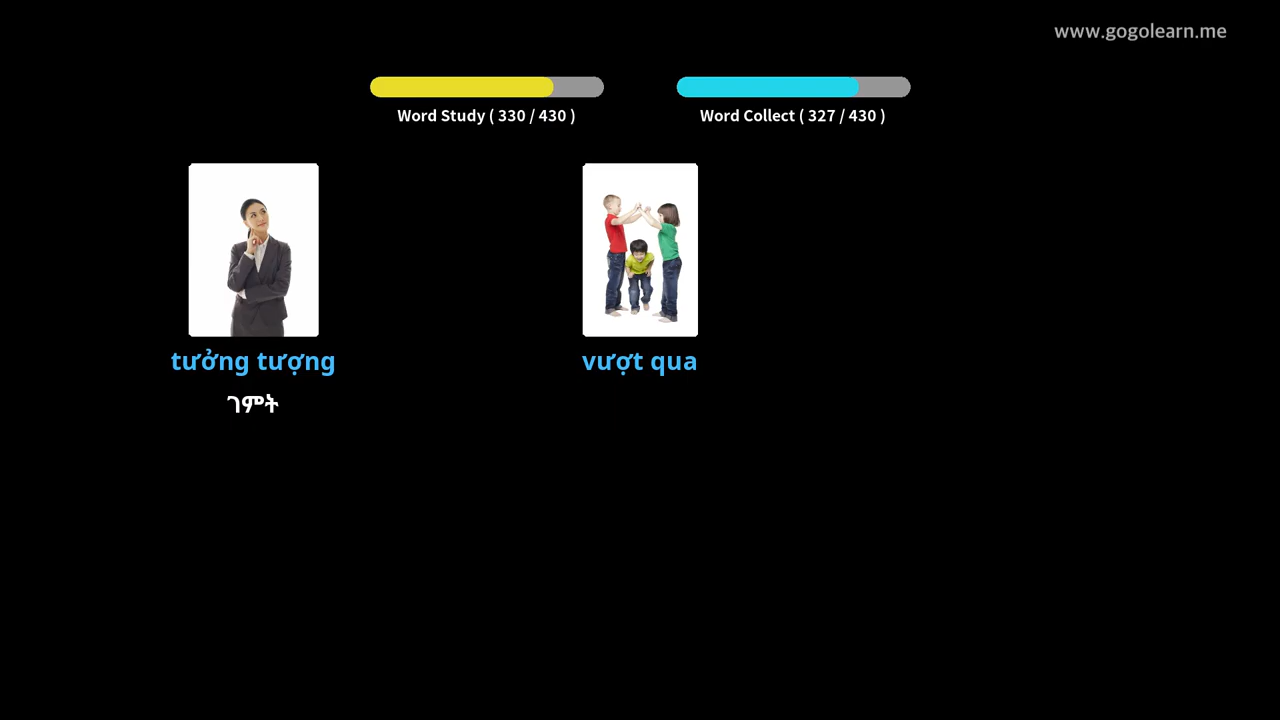 www.gogolearn.me
Word Study ( 330 / 430 )
Word Collect ( 327 / 430 )
tưởng tượng
vượt qua
ገምት